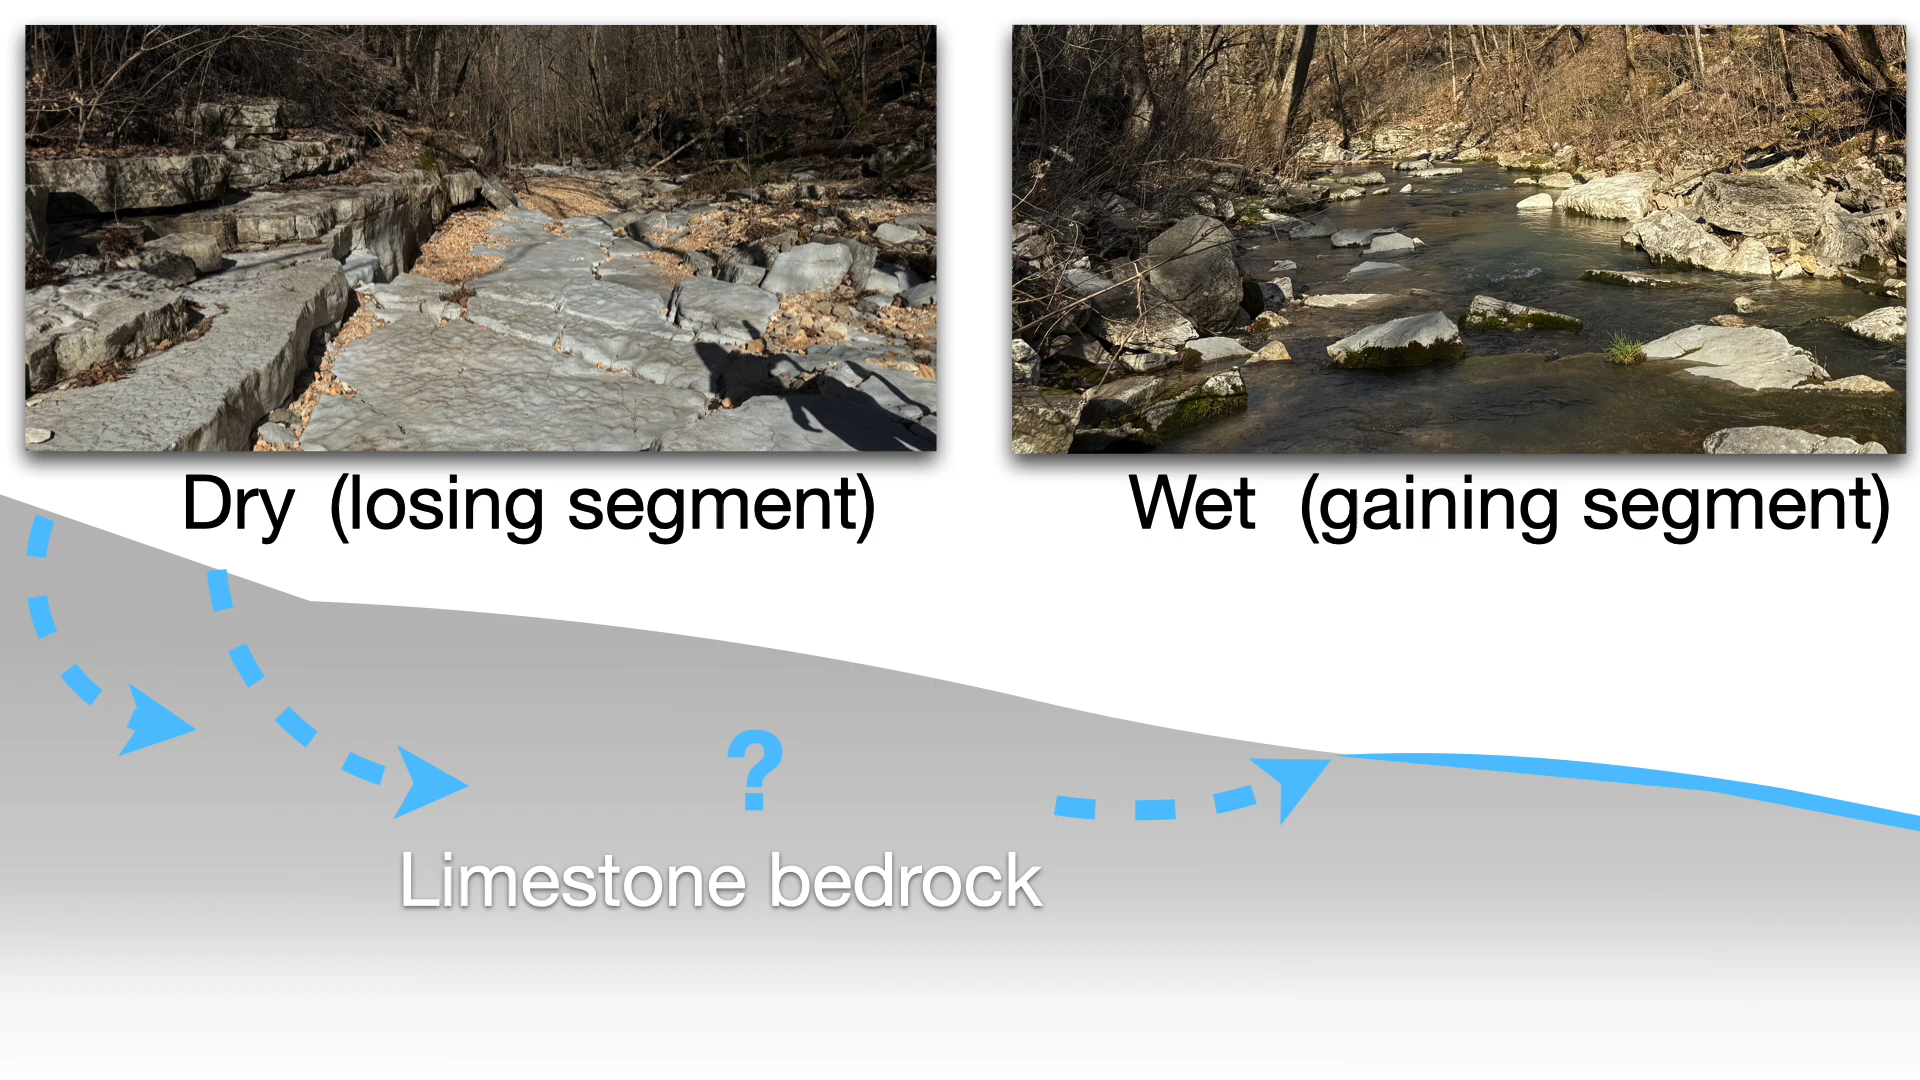 Dry (losing segment)
Wet (gaining segment)
?
Limestone bedrock